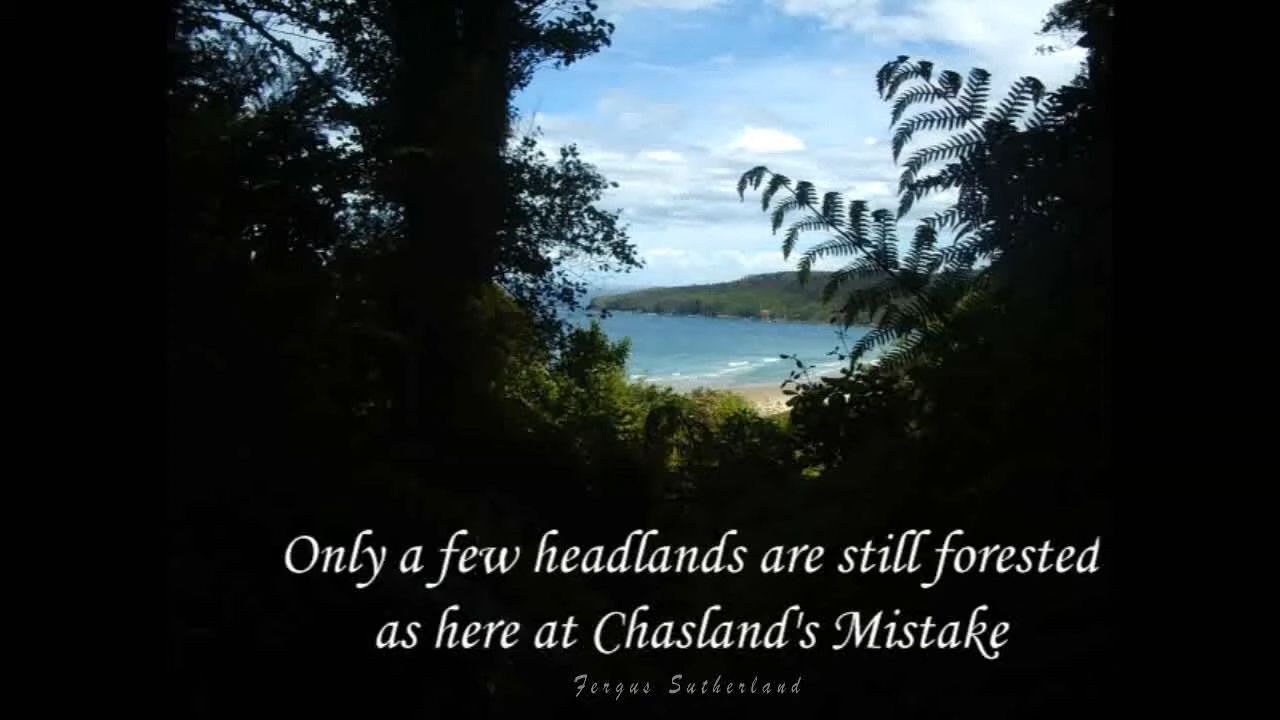 Only a few headlands are still forested
as here at Chasland's Mistake
Fergus Sutherland